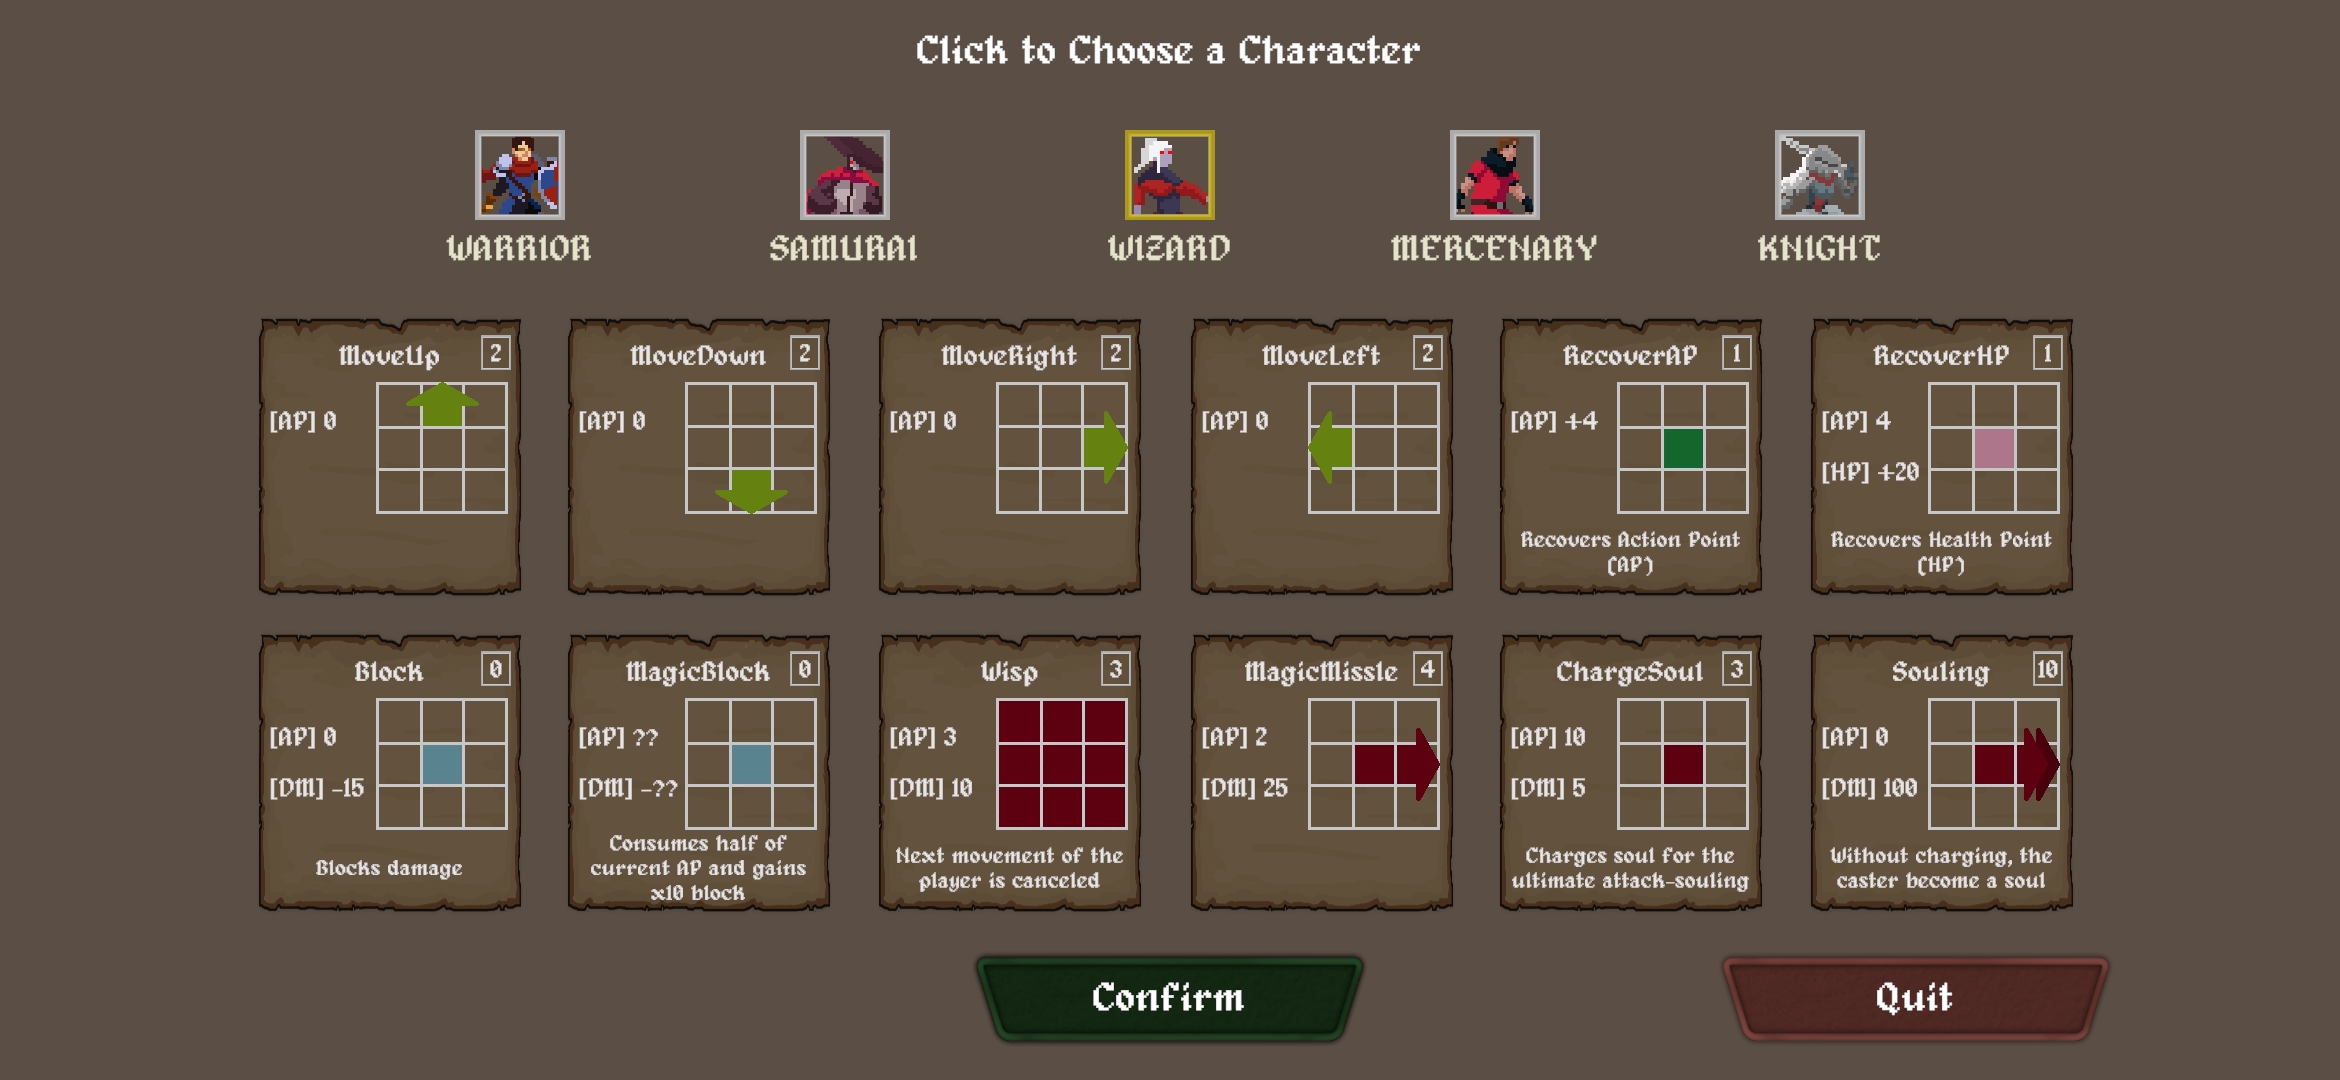 Click to Choose a Character
WARRIOR
SAMURAI
WIZARD
MERCENARY
KNIGHT
MoveUp 2
[AP] 0
MoveDown 2
[AP] 0
MoveRight 2
[AP] 0
MoveLeft 2
[AP] 0
RecoverAP 1
[AP] +4
Recovers Action Point
(AP)
RecoverHP 1
[AP] 4
[HP] +20
Recovers Health Point
(HP)
Block 0
[AP] 0
[DM] -15
Blocks damage
MagicBlock 0
[AP] ??
[DM] -??
Consumes half of
current AP and gains
x10 block
Wisp 3
[AP] 3
[DM] 10
Next movement of the
player is canceled
MagicMissle 4
[AP] 2
[DM] 25
ChargeSoul 3
[AP] 10
[DM] 5
Charges soul for the
ultimate attack-souling
Souling 10
[AP] 0
[DM] 100
Without charging, the
caster become a soul
Confirm
Quit